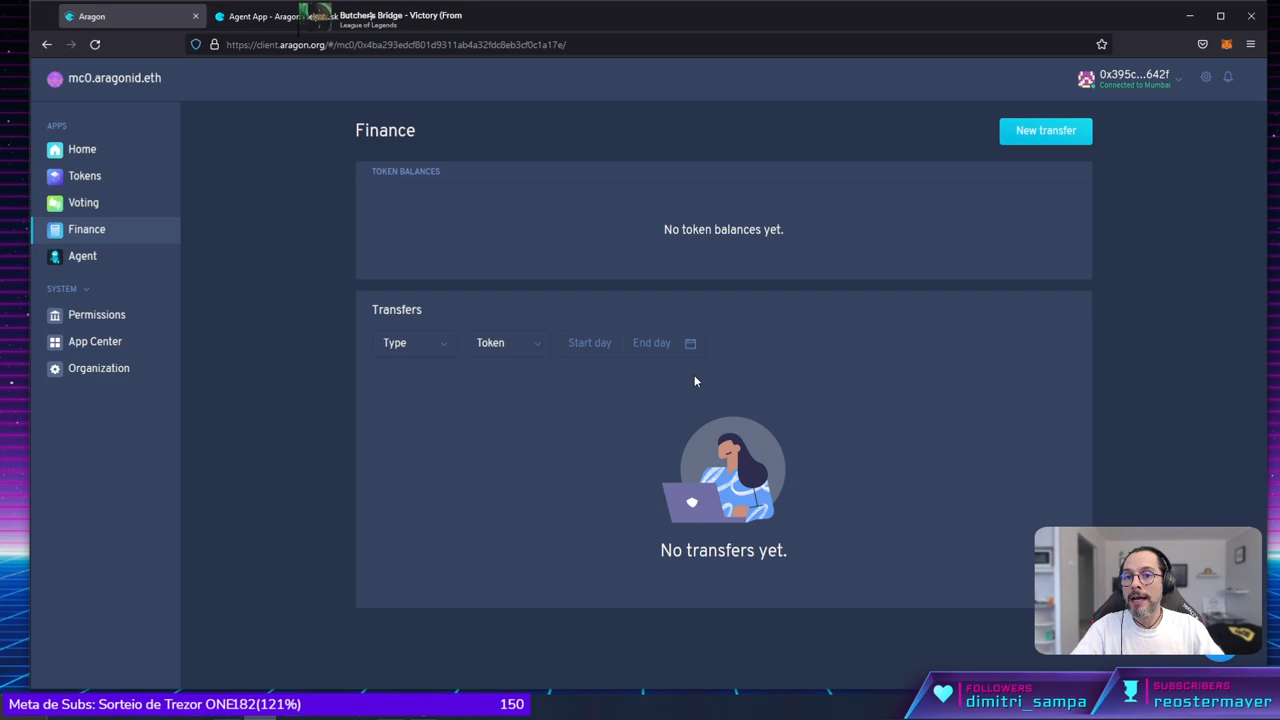 Aragon
Agent App - Arago
Butcher's Bridge - Victory (From
League of Legends
https://client.aragon.org/#/mc0/0x4ba293edcf801d9311ab4a32fdc8eb3cf0c1a17e/
mc0.aragonid.eth
0x395c...642f
Connected to Mumbai
APPS
Home
Tokens
Voting
Finance
Agent
SYSTEM
Permissions
App Center
Organization
Finance
New transfer
TOKEN BALANCES
No token balances yet.
Transfers
Type
Token
Start day
End day
No transfers yet.
FOLLOWERS
dimitri_sampa
SUBSCRIBERS
reostermayer
Meta de Subs: Sorteio de Trezor ONE182(121%)
150